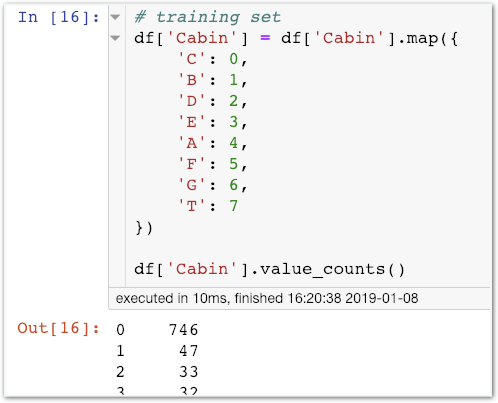 In [16]:
# training set
df['Cabin'] = df['Cabin'].map({
    'C': 0,
    'B': 1,
    'D': 2,
    'E': 3,
    'A': 4,
    'F': 5,
    'G': 6,
    'T': 7
})
df['Cabin'].value_counts()
executed in 10ms, finished 16:20:38 2019-01-08
Out[16]:
0    746
1     47
2     33
3     32